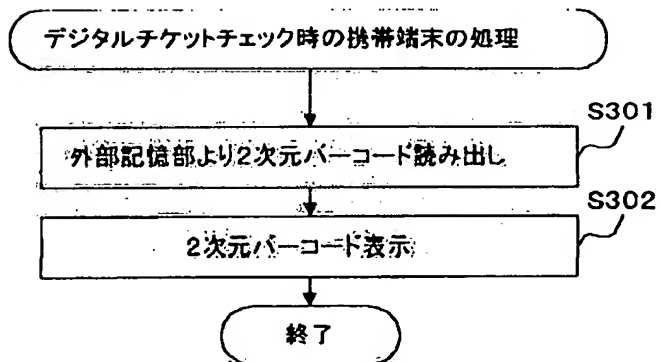 デジタルチケットチェック時の携帯端末の処理
S301
外部記憶部より2次元バーコード読み出し
S302
2次元バーコード表示
終了